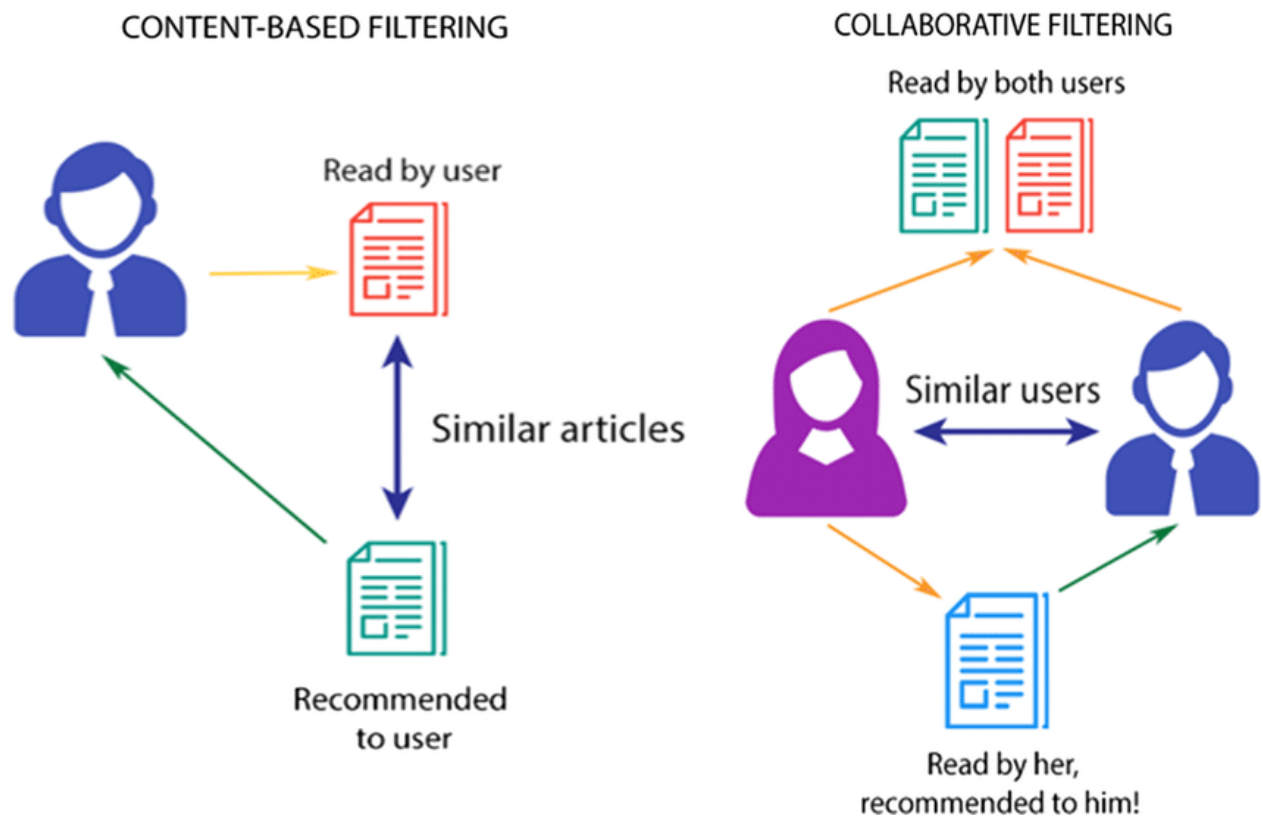 CONTENT-BASED FILTERING
Read by user
Similar articles
Recommended
to user
COLLABORATIVE FILTERING
Read by both users
Similar users
Read by her,
recommended to him!